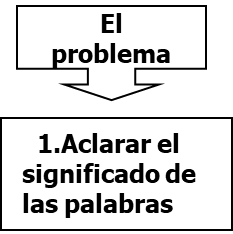 El
problema
1.Aclarar el
significado de
las palabras